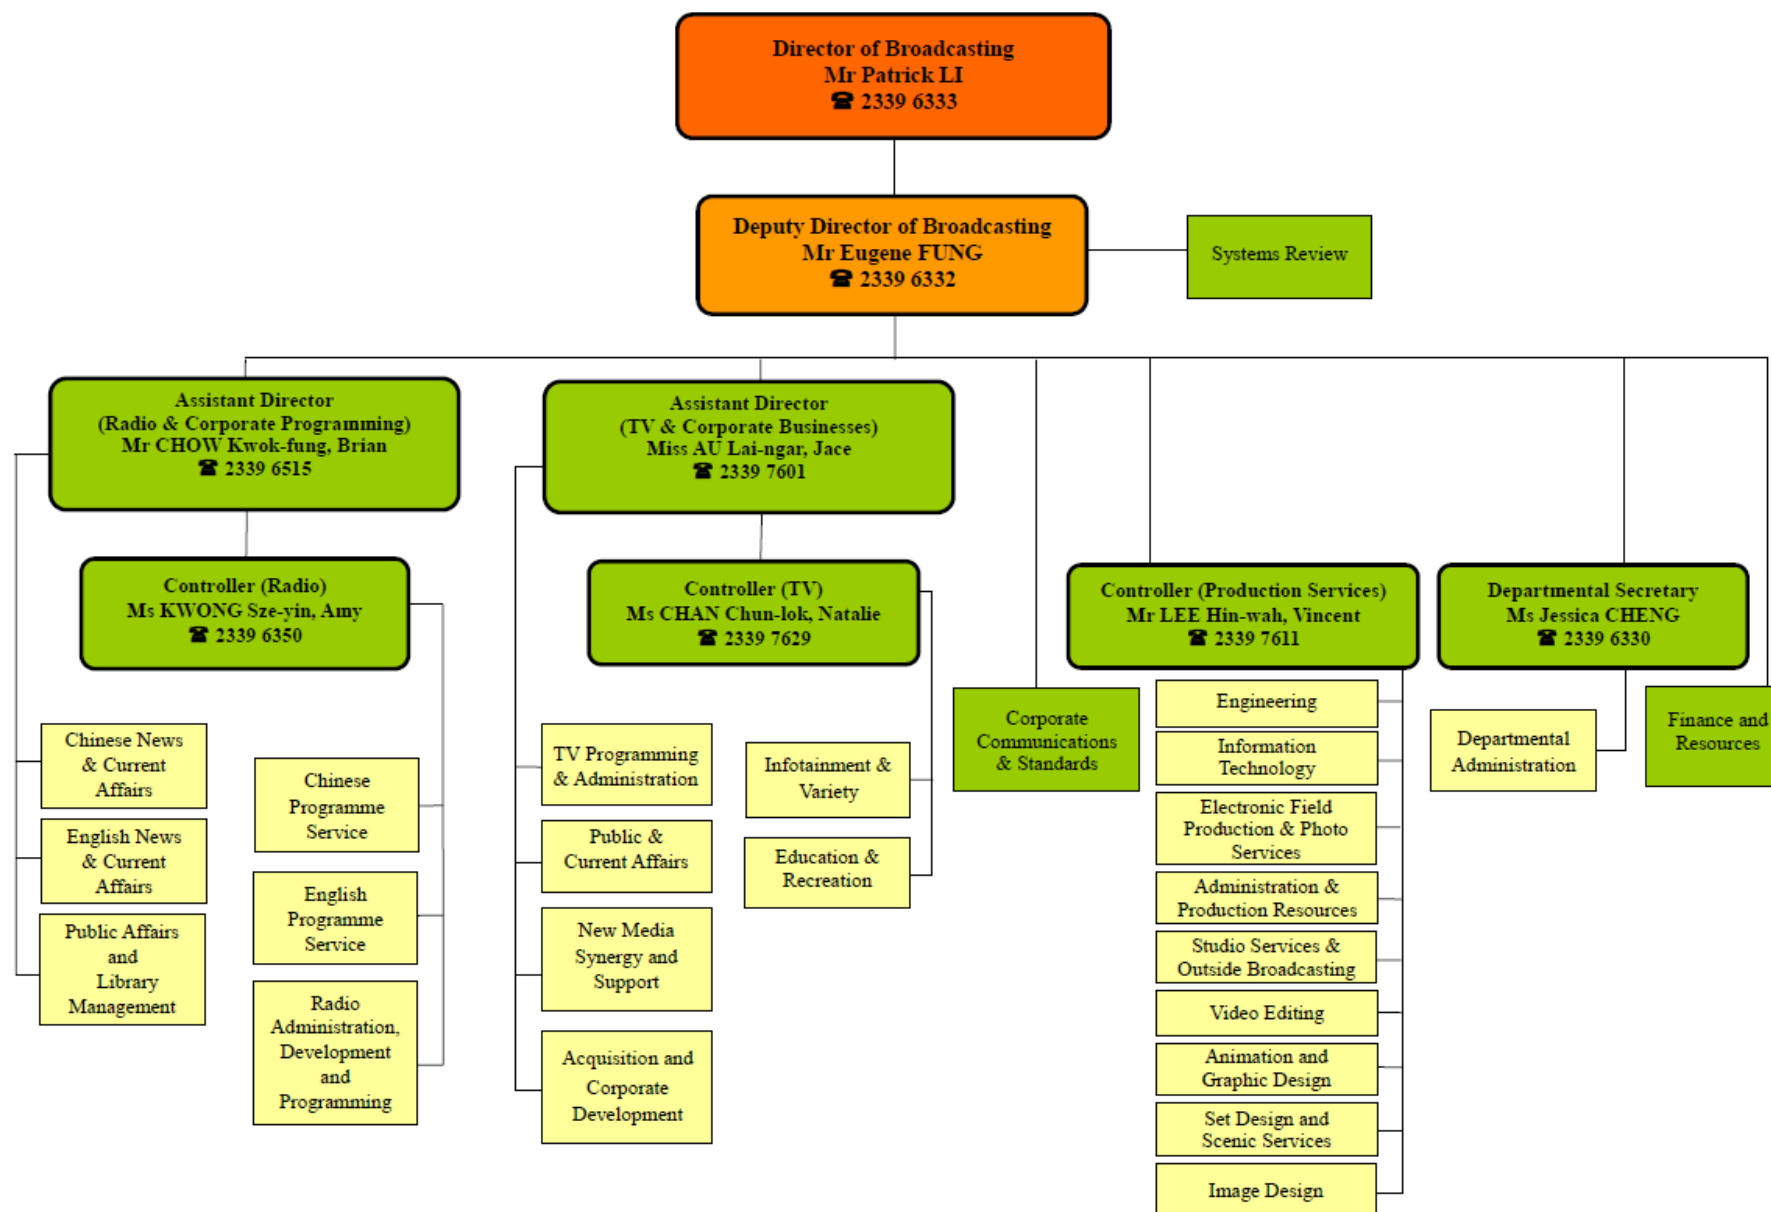 Director of Broadcasting
Mr Patrick LI
☎ 2339 6333
Deputy Director of Broadcasting
Mr Eugene FUNG
☎ 2339 6332
Systems Review
Assistant Director
(Radio & Corporate Programming)
Mr CHOW Kwok-fung, Brian
☎ 2339 6515
Assistant Director
(TV & Corporate Businesses)
Miss AU Lai-ngar, Jace
☎ 2339 7601
Controller (Radio)
Ms KWONG Sze-yin, Amy
☎ 2339 6350
Controller (TV)
Ms CHAN Chun-lok, Natalie
☎ 2339 7629
Controller (Production Services)
Mr LEE Hin-wah, Vincent
☎ 2339 7611
Departmental Secretary
Ms Jessica CHENG
☎ 2339 6330
Chinese News
& Current
Affairs
English News
& Current
Affairs
Public Affairs
and
Library
Management
Chinese
Programme
Service
English
Programme
Service
Radio
Administration,
Development
and
Programming
TV Programming
& Administration
Public &
Current Affairs
New Media
Synergy and
Support
Acquisition and
Corporate
Development
Infotainment &
Variety
Education &
Recreation
Corporate
Communications
& Standards
Engineering
Information
Technology
Electronic Field
Production & Photo
Services
Administration &
Production Resources
Studio Services &
Outside Broadcasting
Video Editing
Animation and
Graphic Design
Set Design and
Scenic Services
Image Design
Departmental
Administration
Finance and
Resources